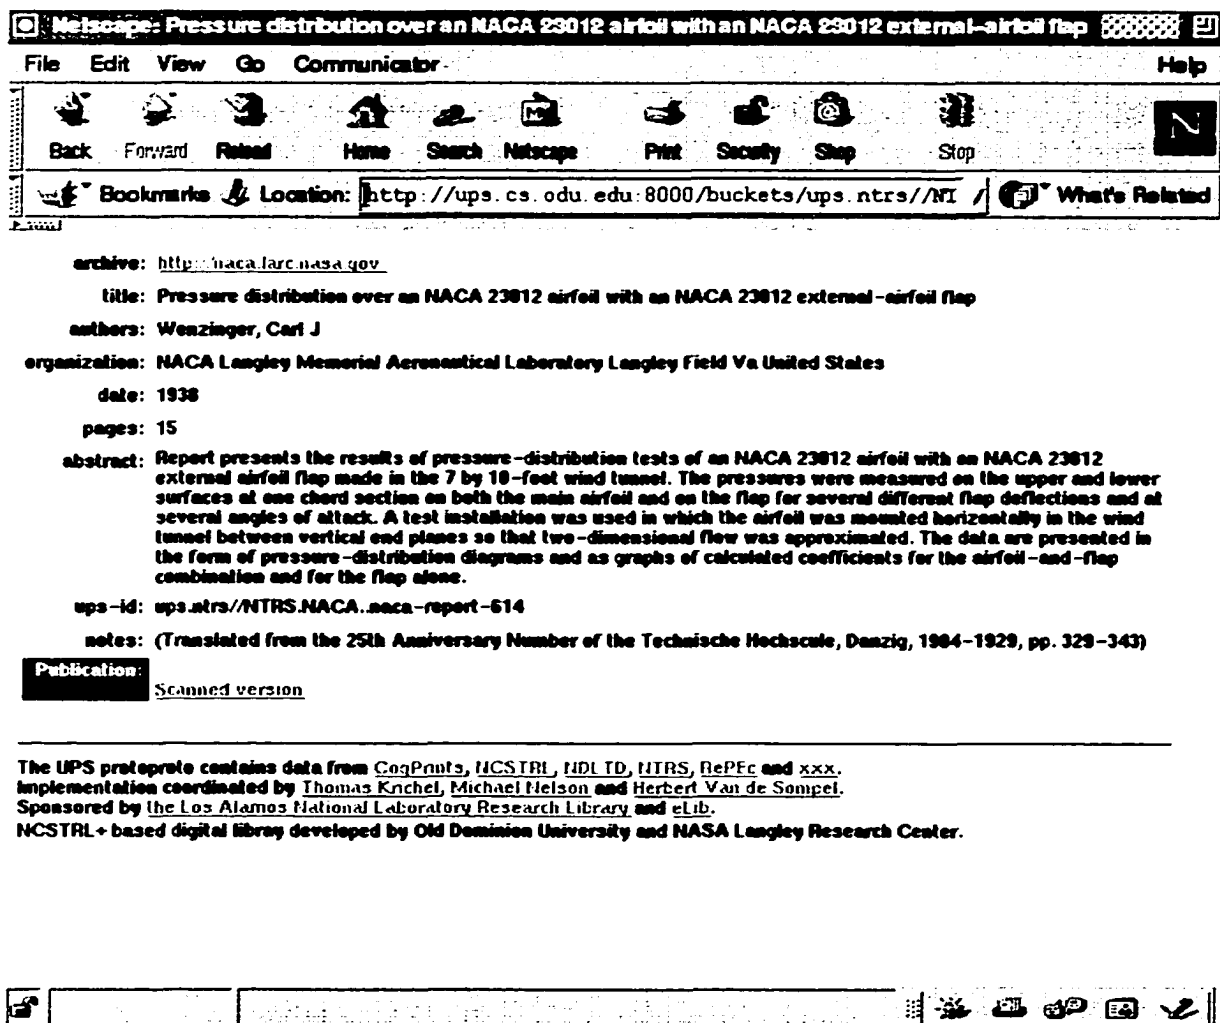 Netscape: Pressure distribution over an NACA 23012 airfoil with an NACA 23012 external-airfoil flap
File Edit View Go Communicator Help
Back Forward Reload Home Search Netscape Print Security Shop Stop
N
Bookmarks Location: http://ups.cs.odu.edu:8000/buckets/ups.ntrs//NT What's Related
archive: http://naca.larc.nasa.gov
title: Pressure distribution over an NACA 23012 airfoil with an NACA 23012 external-airfoil flap
authors: Wenzinger, Carl J
organization: NACA Langley Memorial Aeronautical Laboratory Langley Field Va United States
date: 1938
pages: 15
abstract: Report presents the results of pressure-distribution tests of an NACA 23012 airfoil with an NACA 23012
external airfoil flap made in the 7 by 10-foot wind tunnel. The pressures were measured on the upper and lower
surfaces at one chord section on both the main airfoil and on the flap for several different flap deflections and at
several angles of attack. A test installation was used in which the airfoil was mounted horizontally in the wind
tunnel between vertical end planes so that two-dimensional flow was approximated. The data are presented in
the form of pressure-distribution diagrams and as graphs of calculated coefficients for the airfoil-and-flap
combination and for the flap alone.
ups-id: ups.ntrs//NTRS.NACA..naca-report-614
notes: (Translated from the 25th Anniversary Number of the Technische Hochscule, Danzig, 1904-1929, pp. 329-343)
Publication:
Scanned version
The UPS protoproto contains data from CogPrints, NCSTRL, NDLTD, NTRS, RePEc and xxx.
Implementation coordinated by Thomas Krichel, Michael Nelson and Herbert Van de Sompel.
Sponsored by the Los Alamos National Laboratory Research Library and eLib.
NCSTRL+ based digital libray developed by Old Dominion University and NASA Langley Research Center.